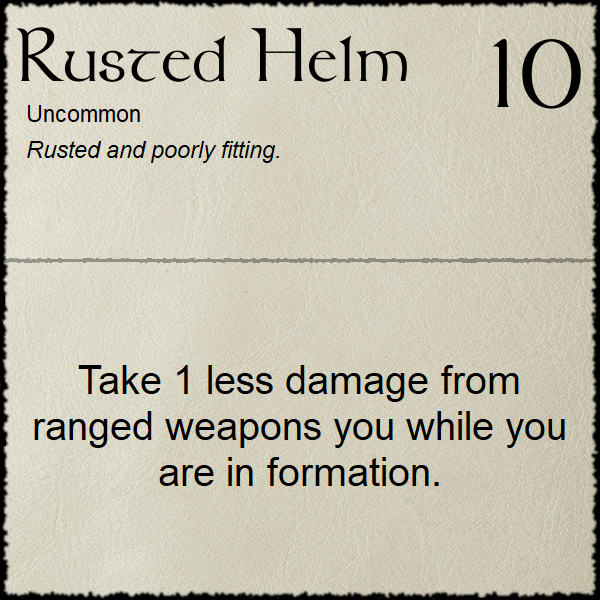 Rusted Helm
10
Uncommon
Rusted and poorly fitting.
Take 1 less damage from
ranged weapons you while you
are in formation.